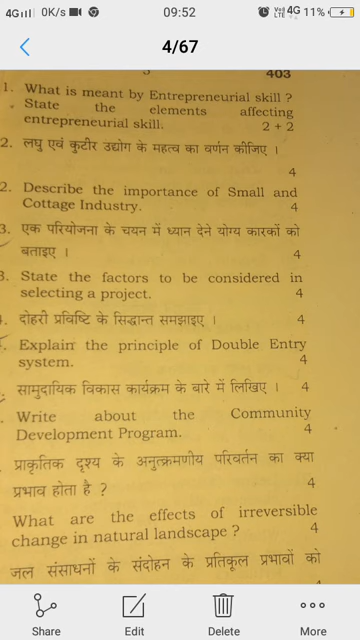 4G 0K/s 09:52 Voo LTE 4G 11%
4/67
403
1. What is meant by Entrepreneurial skill ?
State the elements affecting
entrepreneurial skill. 2 + 2
2. लघु एवं कुटीर उद्योग के महत्व का वर्णन कीजिए ।
4
2. Describe the importance of Small and
Cottage Industry. 4
3. एक परियोजना के चयन में ध्यान देने योग्य कारकों को
बताइए । 4
3. State the factors to be considered in
selecting a project. 4
. दोहरी प्रविष्टि के सिद्धान्त समझाइए । 4
. Explain the principle of Double Entry
system. 4
सामुदायिक विकास कार्यक्रम के बारे में लिखिए । 4
. Write about the Community
Development Program. 4
प्राकृतिक दृश्य के अनुत्क्रमणीय परिवर्तन का क्या
प्रभाव होता है ? 4
What are the effects of irreversible
change in natural landscape ? 4
जल संसाधनों के संदोहन के प्रतिकूल प्रभावों को
Share Edit Delete More